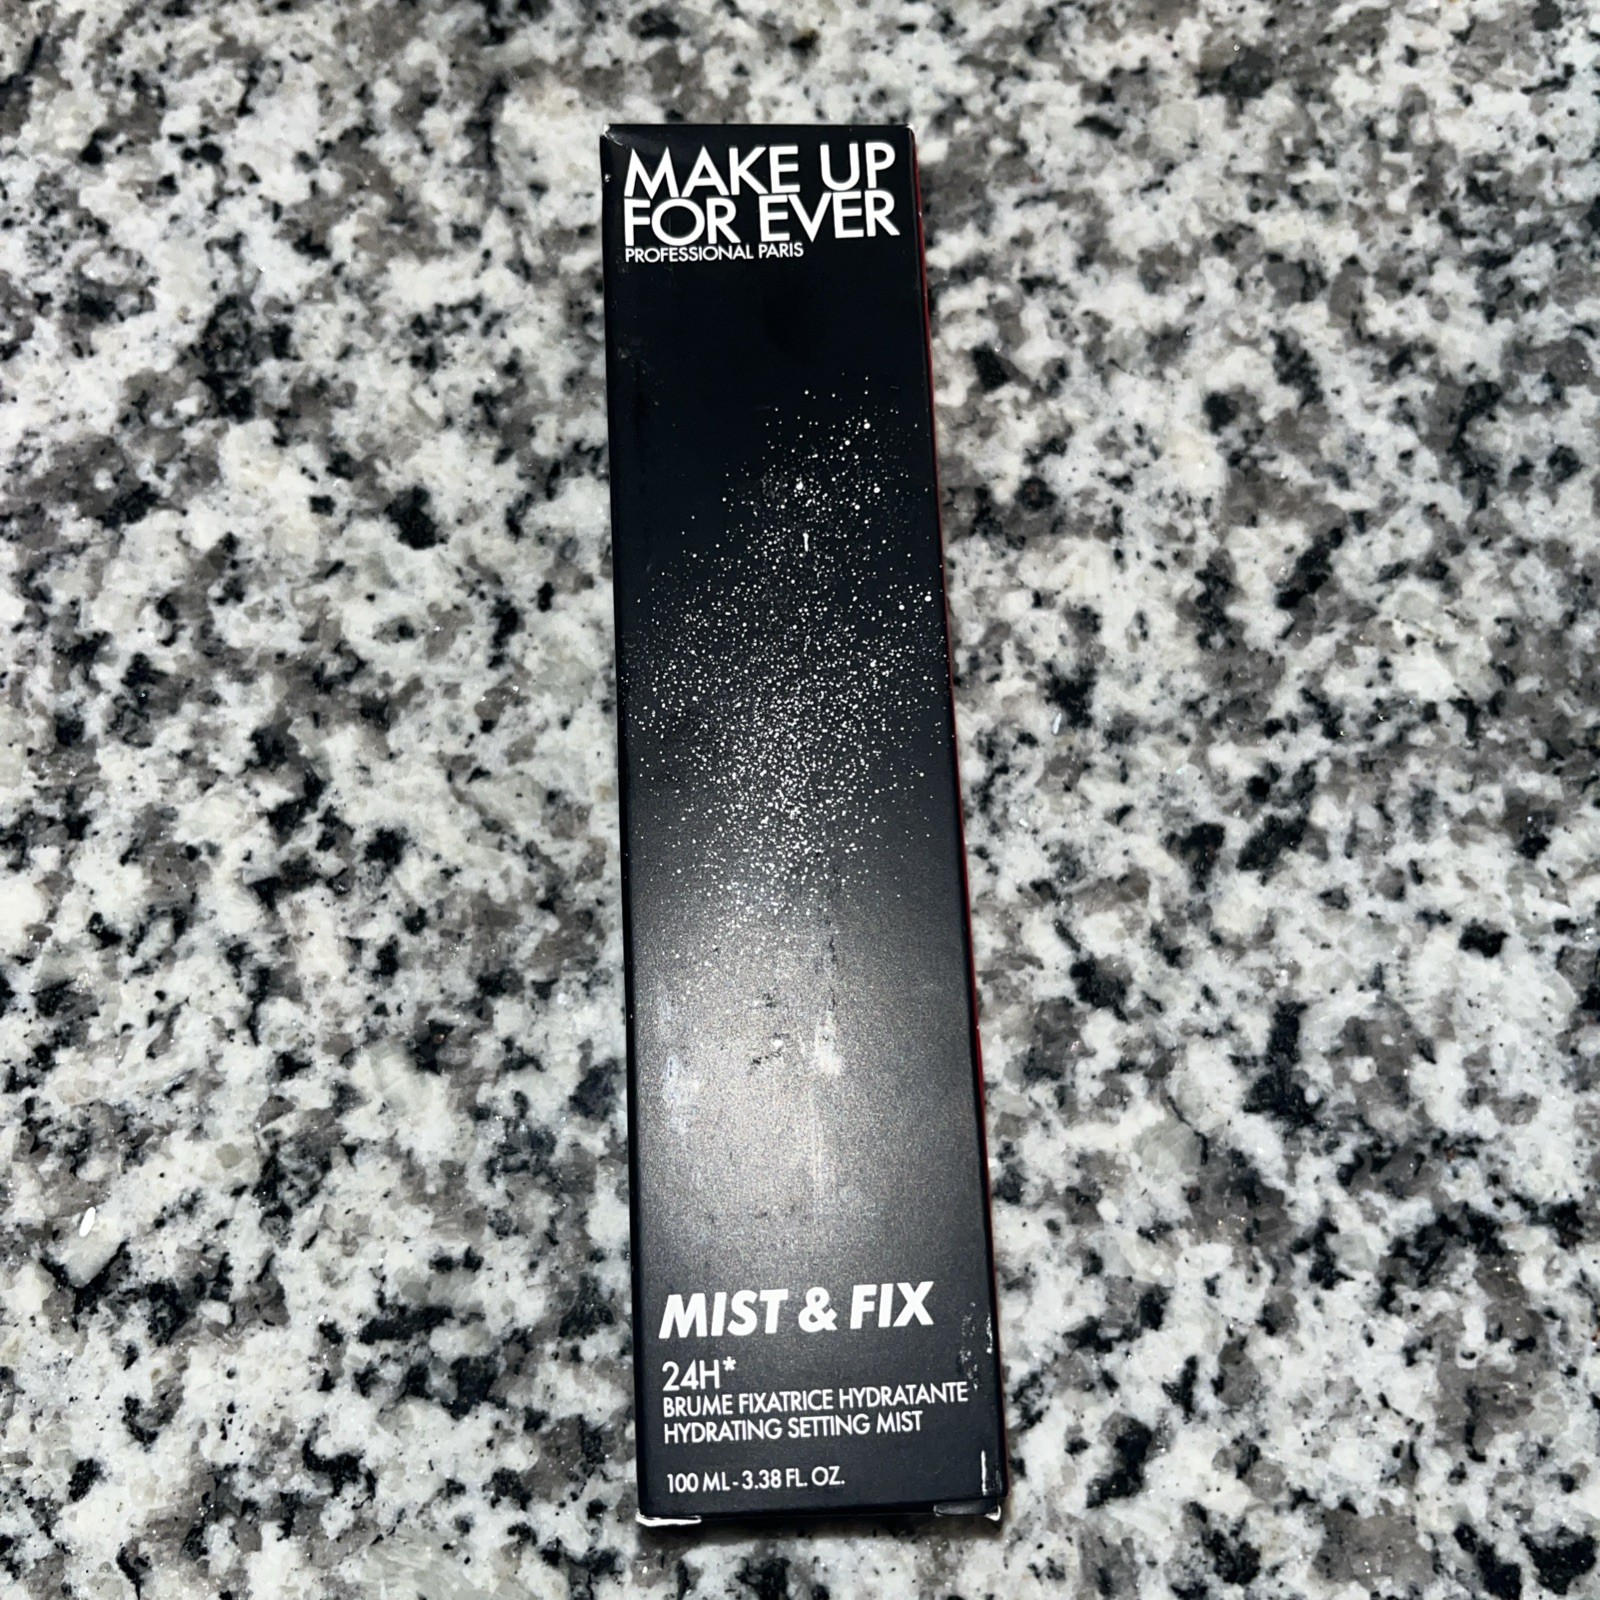 MAKE UP
FOR EVER
PROFESSIONAL PARIS
MIST & FIX
24H*
BRUME FIXATRICE HYDRATANTE
HYDRATING SETTING MIST
100 ML - 3.38 FL. OZ.